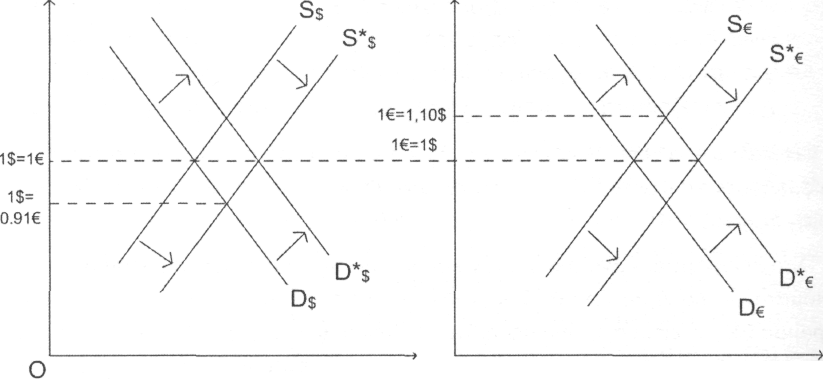 S$
S*$
1$=1€
1$=
0.91€
D*$
D$
O
S€
S*€
1€=1,10$
1€=1$
D*€
D€